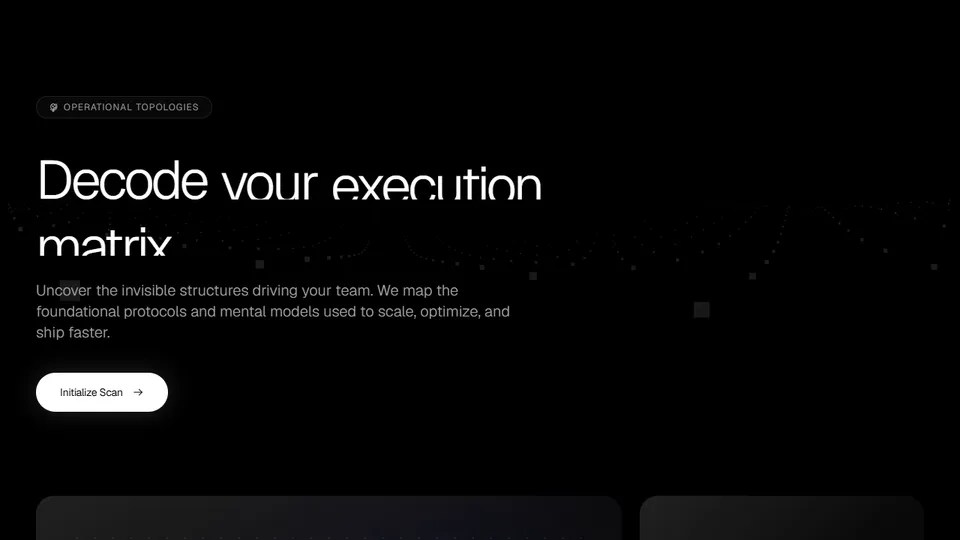 OPERATIONAL TOPOLOGIES
Decode your execution
matrix
Uncover the invisible structures driving your team. We map the
foundational protocols and mental models used to scale, optimize, and
ship faster.
Initialize Scan